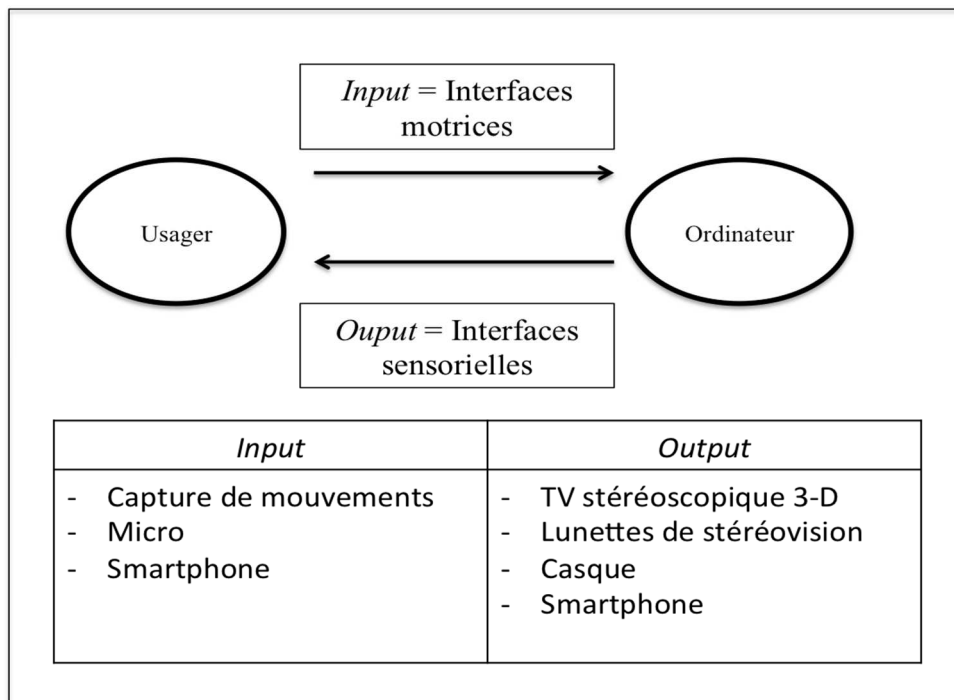 Input = Interfaces
motrices
Usager
Ordinateur
Ouput = Interfaces
sensorielles
Input
Output
- Capture de mouvements
- Micro
- Smartphone
- TV stéréoscopique 3-D
- Lunettes de stéréovision
- Casque
- Smartphone